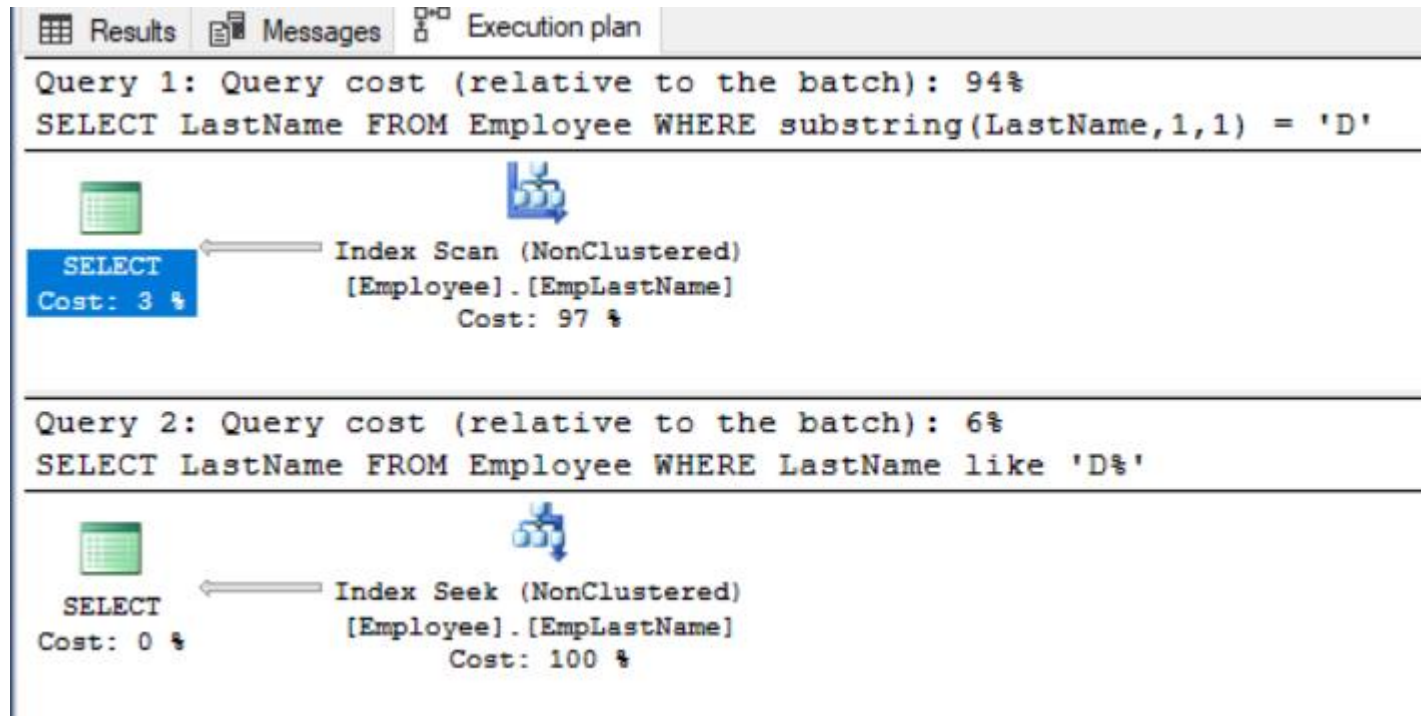 Results Messages Execution plan
Query 1: Query cost (relative to the batch): 94%
SELECT LastName FROM Employee WHERE substring(LastName,1,1) = 'D'
SELECT
Cost: 3 %
Index Scan (NonClustered)
[Employee].[EmpLastName]
Cost: 97 %
Query 2: Query cost (relative to the batch): 6%
SELECT LastName FROM Employee WHERE LastName like 'D%'
SELECT
Cost: 0 %
Index Seek (NonClustered)
[Employee].[EmpLastName]
Cost: 100 %